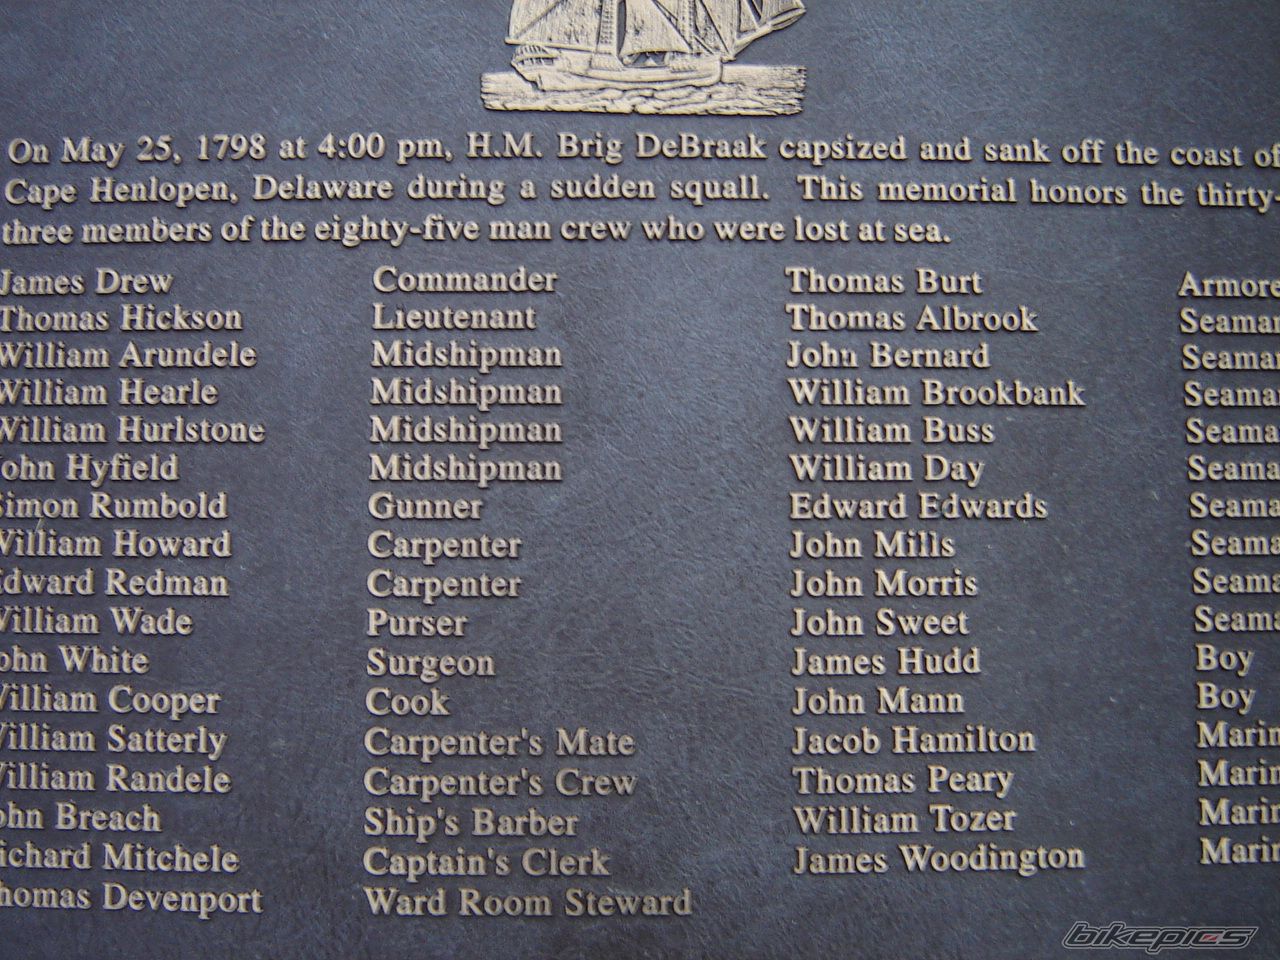 On May 25, 1798 at 4:00 pm, H.M. Brig DeBraak capsized and sank off the coast of
Cape Henlopen, Delaware during a sudden squall. This memorial honors the thirty-
three members of the eighty-five man crew who were lost at sea.
James Drew Commander Thomas Burt Armore
Thomas Hickson Lieutenant Thomas Albrook Seaman
William Arundele Midshipman John Bernard Seaman
William Hearle Midshipman William Brookbank Seama
William Hurlstone Midshipman William Buss Seama
John Hyfield Midshipman William Day Seama
Simon Rumbold Gunner Edward Edwards Seama
William Howard Carpenter John Mills Seama
Edward Redman Carpenter John Morris Seama
William Wade Purser John Sweet Seama
ohn White Surgeon James Hudd Boy
William Cooper Cook John Mann Boy
William Satterly Carpenter's Mate Jacob Hamilton Marin
William Randele Carpenter's Crew Thomas Peary Marin
ohn Breach Ship's Barber William Tozer Marin
ichard Mitchele Captain's Clerk James Woodington Marin
homas Devenport Ward Room Steward
bikepics